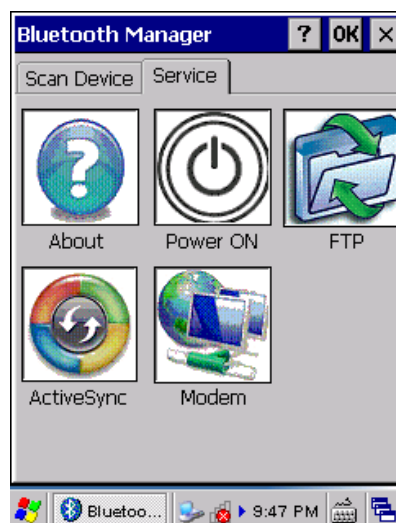 Bluetooth Manager ? OK ×
Scan Device Service
?
About Power ON FTP
ActiveSync Modem
Bluetoo... 9:47 PM